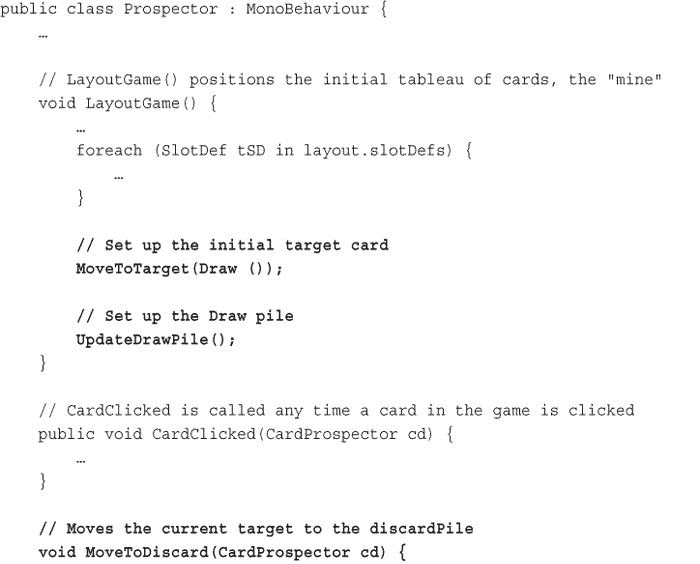 public class Prospector : MonoBehaviour {
    …
    // LayoutGame() positions the initial tableau of cards, the "mine"
    void LayoutGame() {
        …
        foreach (SlotDef tSD in layout.slotDefs) {
            …
        }
        // Set up the initial target card
        MoveToTarget(Draw ());
        // Set up the Draw pile
        UpdateDrawPile();
    }
    // CardClicked is called any time a card in the game is clicked
    public void CardClicked(CardProspector cd) {
        …
    }
    // Moves the current target to the discardPile
    void MoveToDiscard(CardProspector cd) {